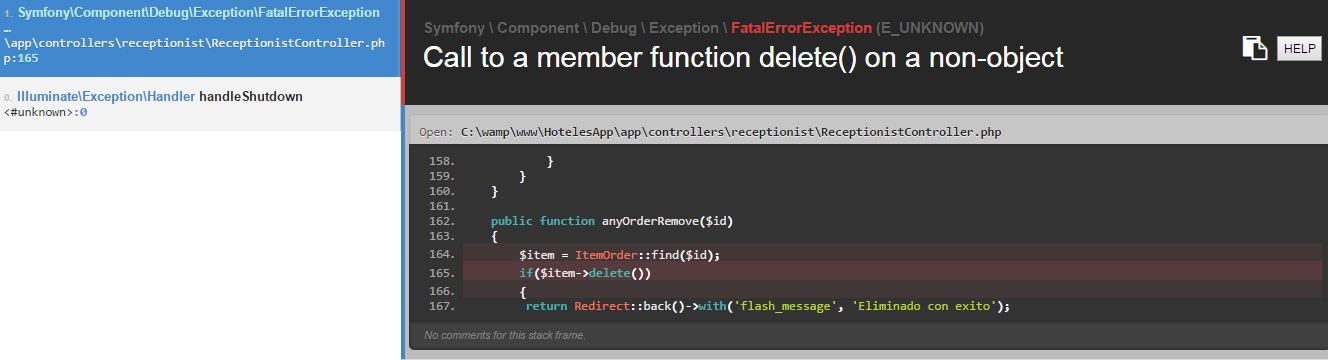 1. Symfony\Component\Debug\Exception\FatalErrorException
…
\app\controllers\receptionist\ReceptionistController.ph
p:165
0. Illuminate\Exception\Handler handleShutdown
<#unknown>:0
Symfony \ Component \ Debug \ Exception \ FatalErrorException (E_UNKNOWN)
Call to a member function delete() on a non-object
HELP
Open: C:\wamp\www\HotelesApp\app\controllers\receptionist\ReceptionistController.php
158. }
159. }
160. }
161.
162. public function anyOrderRemove($id)
163. {
164. $item = ItemOrder::find($id);
165. if($item->delete())
166. {
167. return Redirect::back()->with('flash_message', 'Eliminado con exito');
No comments for this stack frame.